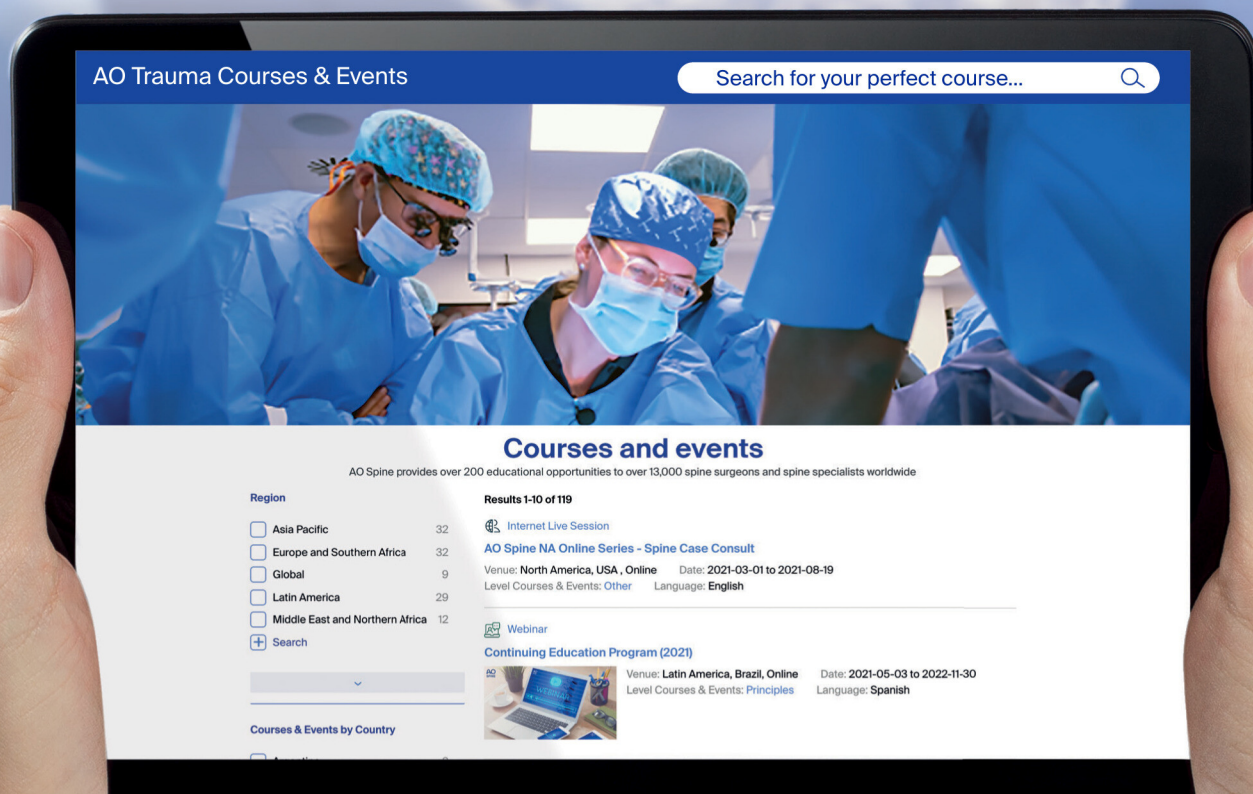 AO Trauma Courses & Events
Search for your perfect course...
Courses and events
AO Spine provides over 200 educational opportunities to over 13,000 spine surgeons and spine specialists worldwide
Region
Asia Pacific 32
Europe and Southern Africa 32
Global 9
Latin America 29
Middle East and Northern Africa 12
Search
Courses & Events by Country
Results 1-10 of 119
Internet Live Session
AO Spine NA Online Series - Spine Case Consult
Venue: North America, USA , Online Date: 2021-03-01 to 2021-08-19
Level Courses & Events: Other Language: English
Webinar
Continuing Education Program (2021)
AO
WEBINAR
Venue: Latin America, Brazil, Online Date: 2021-05-03 to 2022-11-30
Level Courses & Events: Principles Language: Spanish